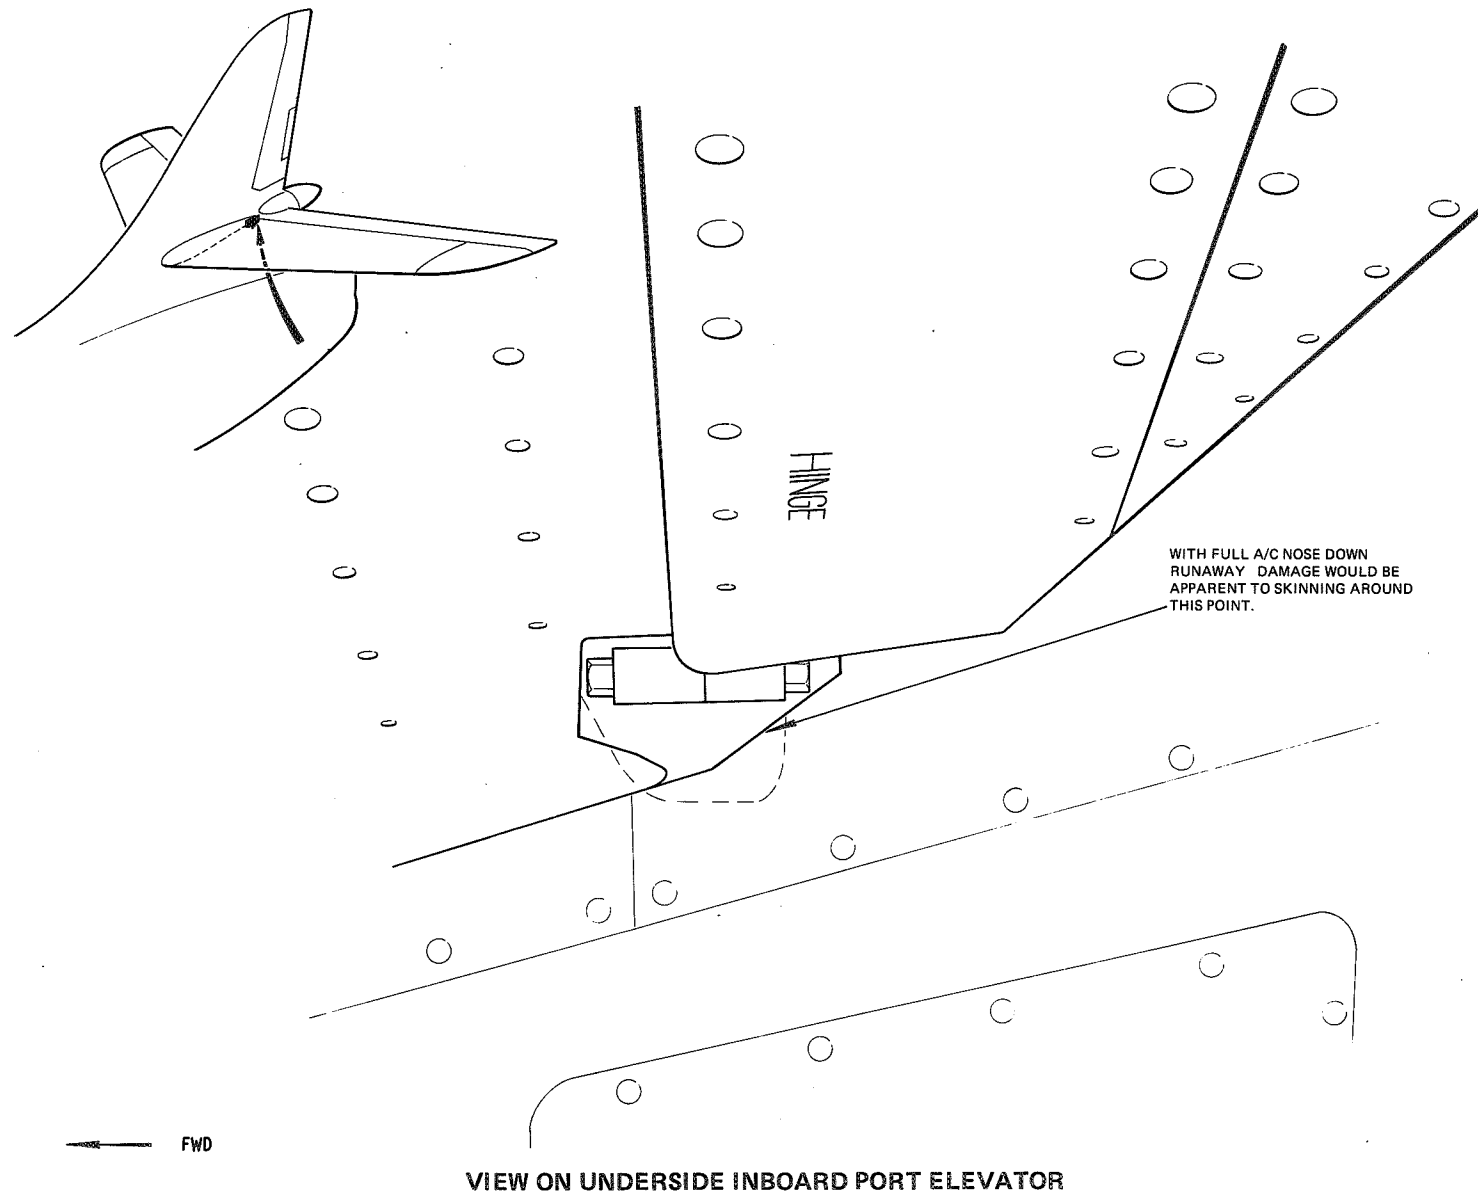 HINGE
WITH FULL A/C NOSE DOWN
RUNAWAY DAMAGE WOULD BE
APPARENT TO SKINNING AROUND
THIS POINT.
FWD
VIEW ON UNDERSIDE INBOARD PORT ELEVATOR